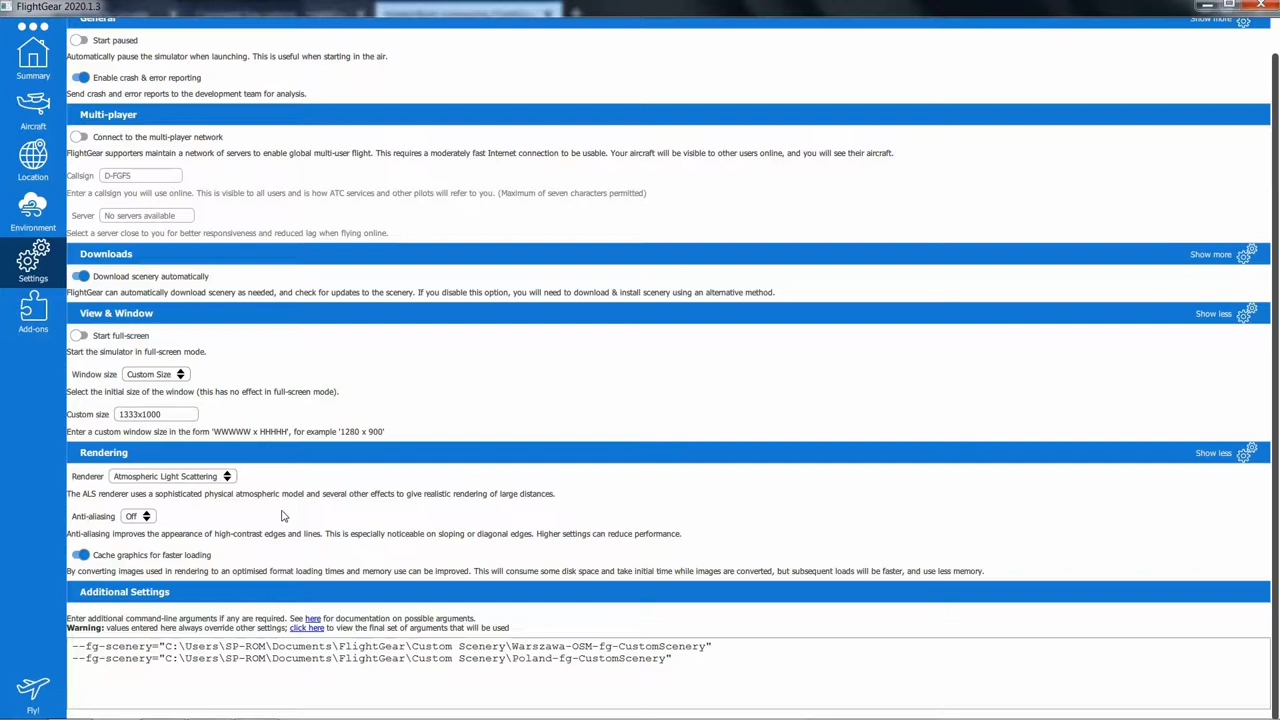 FlightGear 2020.1.3
General
Show more
Start paused
Automatically pause the simulator when launching. This is useful when starting in the air.
Enable crash & error reporting
Send crash and error reports to the development team for analysis.
Multi-player
Connect to the multi-player network
FlightGear supporters maintain a network of servers to enable global multi-user flight. This requires a moderately fast Internet connection to be usable. Your aircraft will be visible to other users online, and you will see their aircraft.
Callsign D-FGFS
Enter a callsign you will use online. This is visible to all users and is how ATC services and other pilots will refer to you. (Maximum of seven characters permitted)
Server No servers available
Select a server close to you for better responsiveness and reduced lag when flying online.
Downloads
Show more
Download scenery automatically
FlightGear can automatically download scenery as needed, and check for updates to the scenery. If you disable this option, you will need to download & install scenery using an alternative method.
View & Window
Show less
Start full-screen
Start the simulator in full-screen mode.
Window size Custom Size
Select the initial size of the window (this has no effect in full-screen mode).
Custom size 1333x1000
Enter a custom window size in the form 'WWWWW x HHHHH', for example '1280 x 900'
Rendering
Show less
Renderer Atmospheric Light Scattering
The ALS renderer uses a sophisticated physical atmospheric model and several other effects to give realistic rendering of large distances.
Anti-aliasing Off
Anti-aliasing improves the appearance of high-contrast edges and lines. This is especially noticeable on sloping or diagonal edges. Higher settings can reduce performance.
Cache graphics for faster loading
By converting images used in rendering to an optimised format loading times and memory use can be improved. This will consume some disk space and take initial time while images are converted, but subsequent loads will be faster, and use less memory.
Additional Settings
Enter additional command-line arguments if any are required. See here for documentation on possible arguments.
Warning: values entered here always override other settings; click here to view the final set of arguments that will be used
--fg-scenery="C:\Users\SP-ROM\Documents\FlightGear\Custom Scenery\Warszawa-OSM-fg-CustomScenery"
--fg-scenery="C:\Users\SP-ROM\Documents\FlightGear\Custom Scenery\Poland-fg-CustomScenery"
Summary
Aircraft
Location
Environment
Settings
Add-ons
Fly!